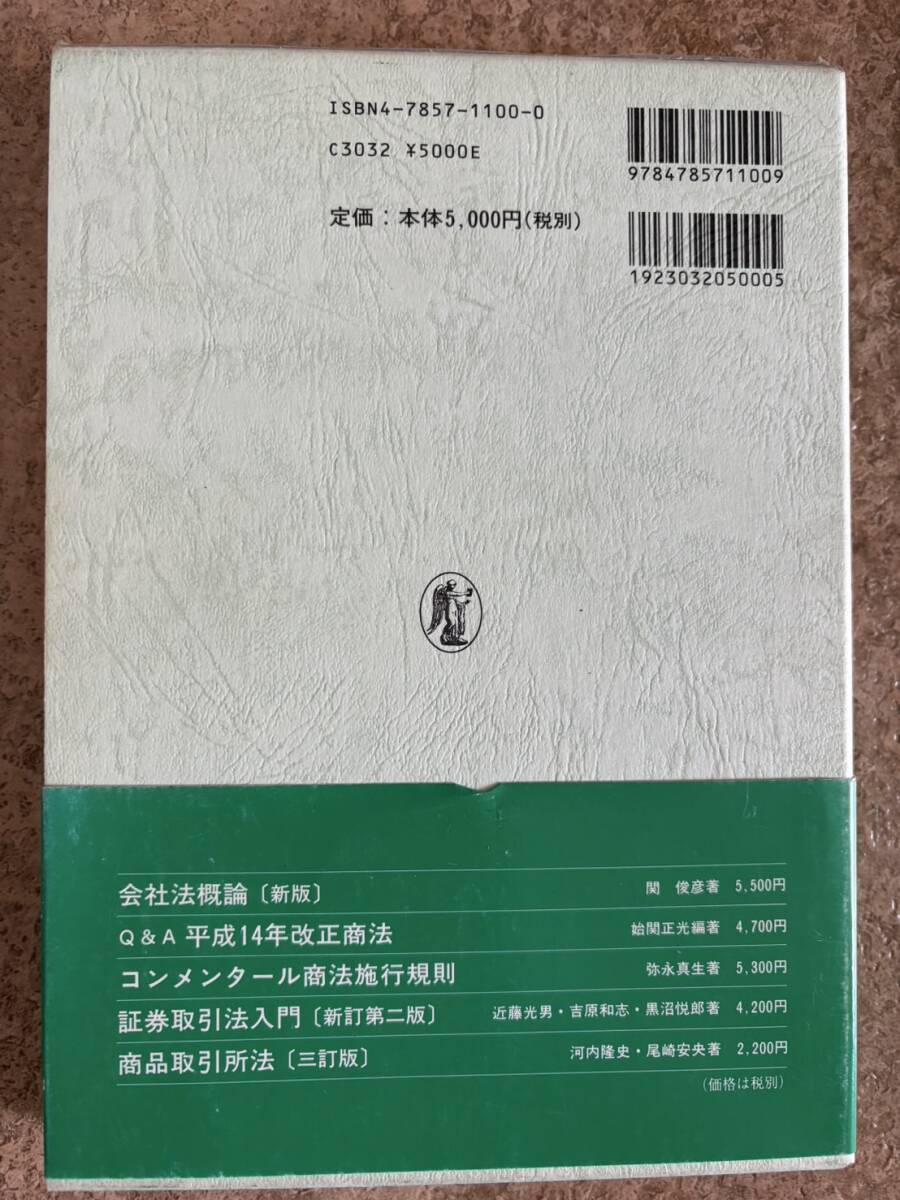 ISBN4-7857-1100-0
C3032 ¥5000E
定価：本体5,000円(税別)
9784785711009
1923032050005
会社法概論〔新版〕 関 俊彦著 5,500円
Q&A 平成14年改正商法 始関正光編著 4,700円
コンメンタール商法施行規則 弥永真生著 5,300円
証券取引法入門〔新訂第二版〕 近藤光男・吉原和志・黒沼悦郎著 4,200円
商品取引所法〔三訂版〕 河内隆史・尾崎安央著 2,200円
(価格は税別)